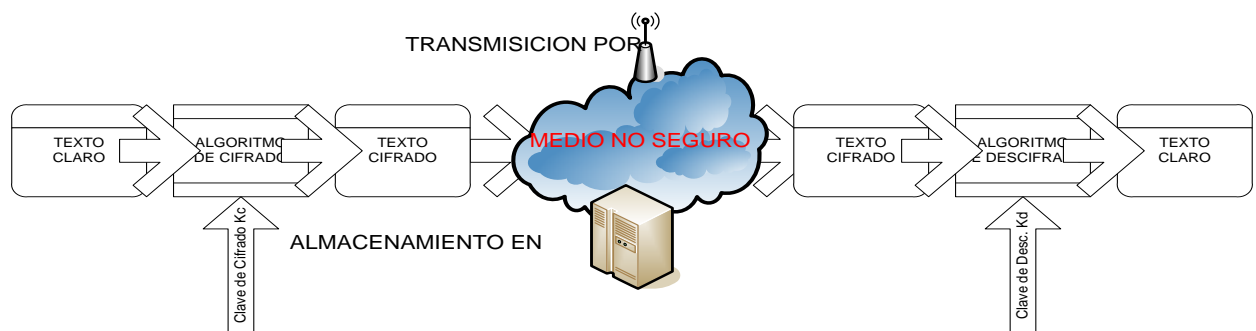 TRANSMISICION POR
TEXTO
CLARO
ALGORITMO
DE CIFRADO
TEXTO
CIFRADO
MEDIO NO SEGURO
TEXTO
CIFRADO
ALGORITMO
E DESCIFRA
TEXTO
CLARO
Clave de Cifrado Kc
ALMACENAMIENTO EN
Clave de Desc. Kd